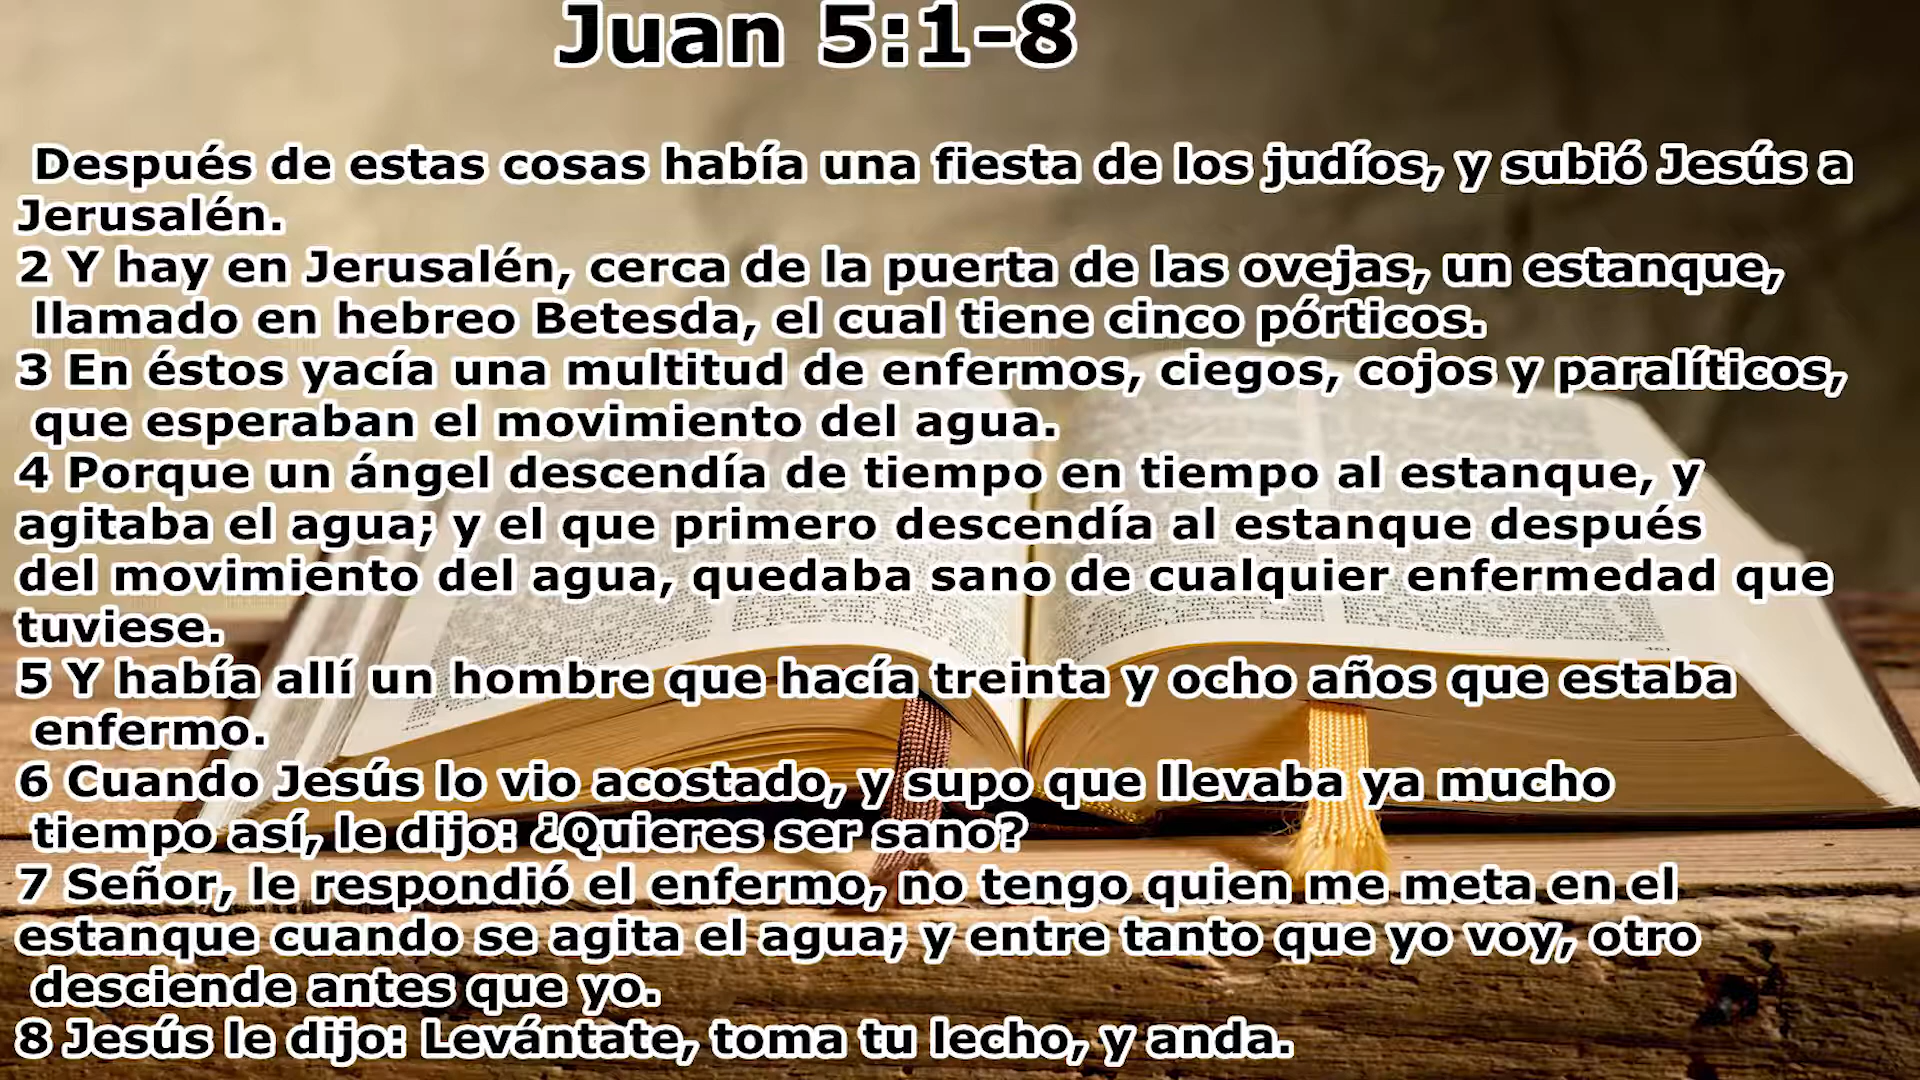 Juan 5:1-8
Después de estas cosas había una fiesta de los judíos, y subió Jesús a
Jerusalén.
2 Y hay en Jerusalén, cerca de la puerta de las ovejas, un estanque,
llamado en hebreo Betesda, el cual tiene cinco pórticos.
3 En éstos yacía una multitud de enfermos, ciegos, cojos y paralíticos,
que esperaban el movimiento del agua.
4 Porque un ángel descendía de tiempo en tiempo al estanque, y
agitaba el agua; y el que primero descendía al estanque después
del movimiento del agua, quedaba sano de cualquier enfermedad que
tuviese.
5 Y había allí un hombre que hacía treinta y ocho años que estaba
enfermo.
6 Cuando Jesús lo vio acostado, y supo que llevaba ya mucho
tiempo así, le dijo: ¿Quieres ser sano?
7 Señor, le respondió el enfermo, no tengo quien me meta en el
estanque cuando se agita el agua; y entre tanto que yo voy, otro
desciende antes que yo.
8 Jesús le dijo: Levántate, toma tu lecho, y anda.